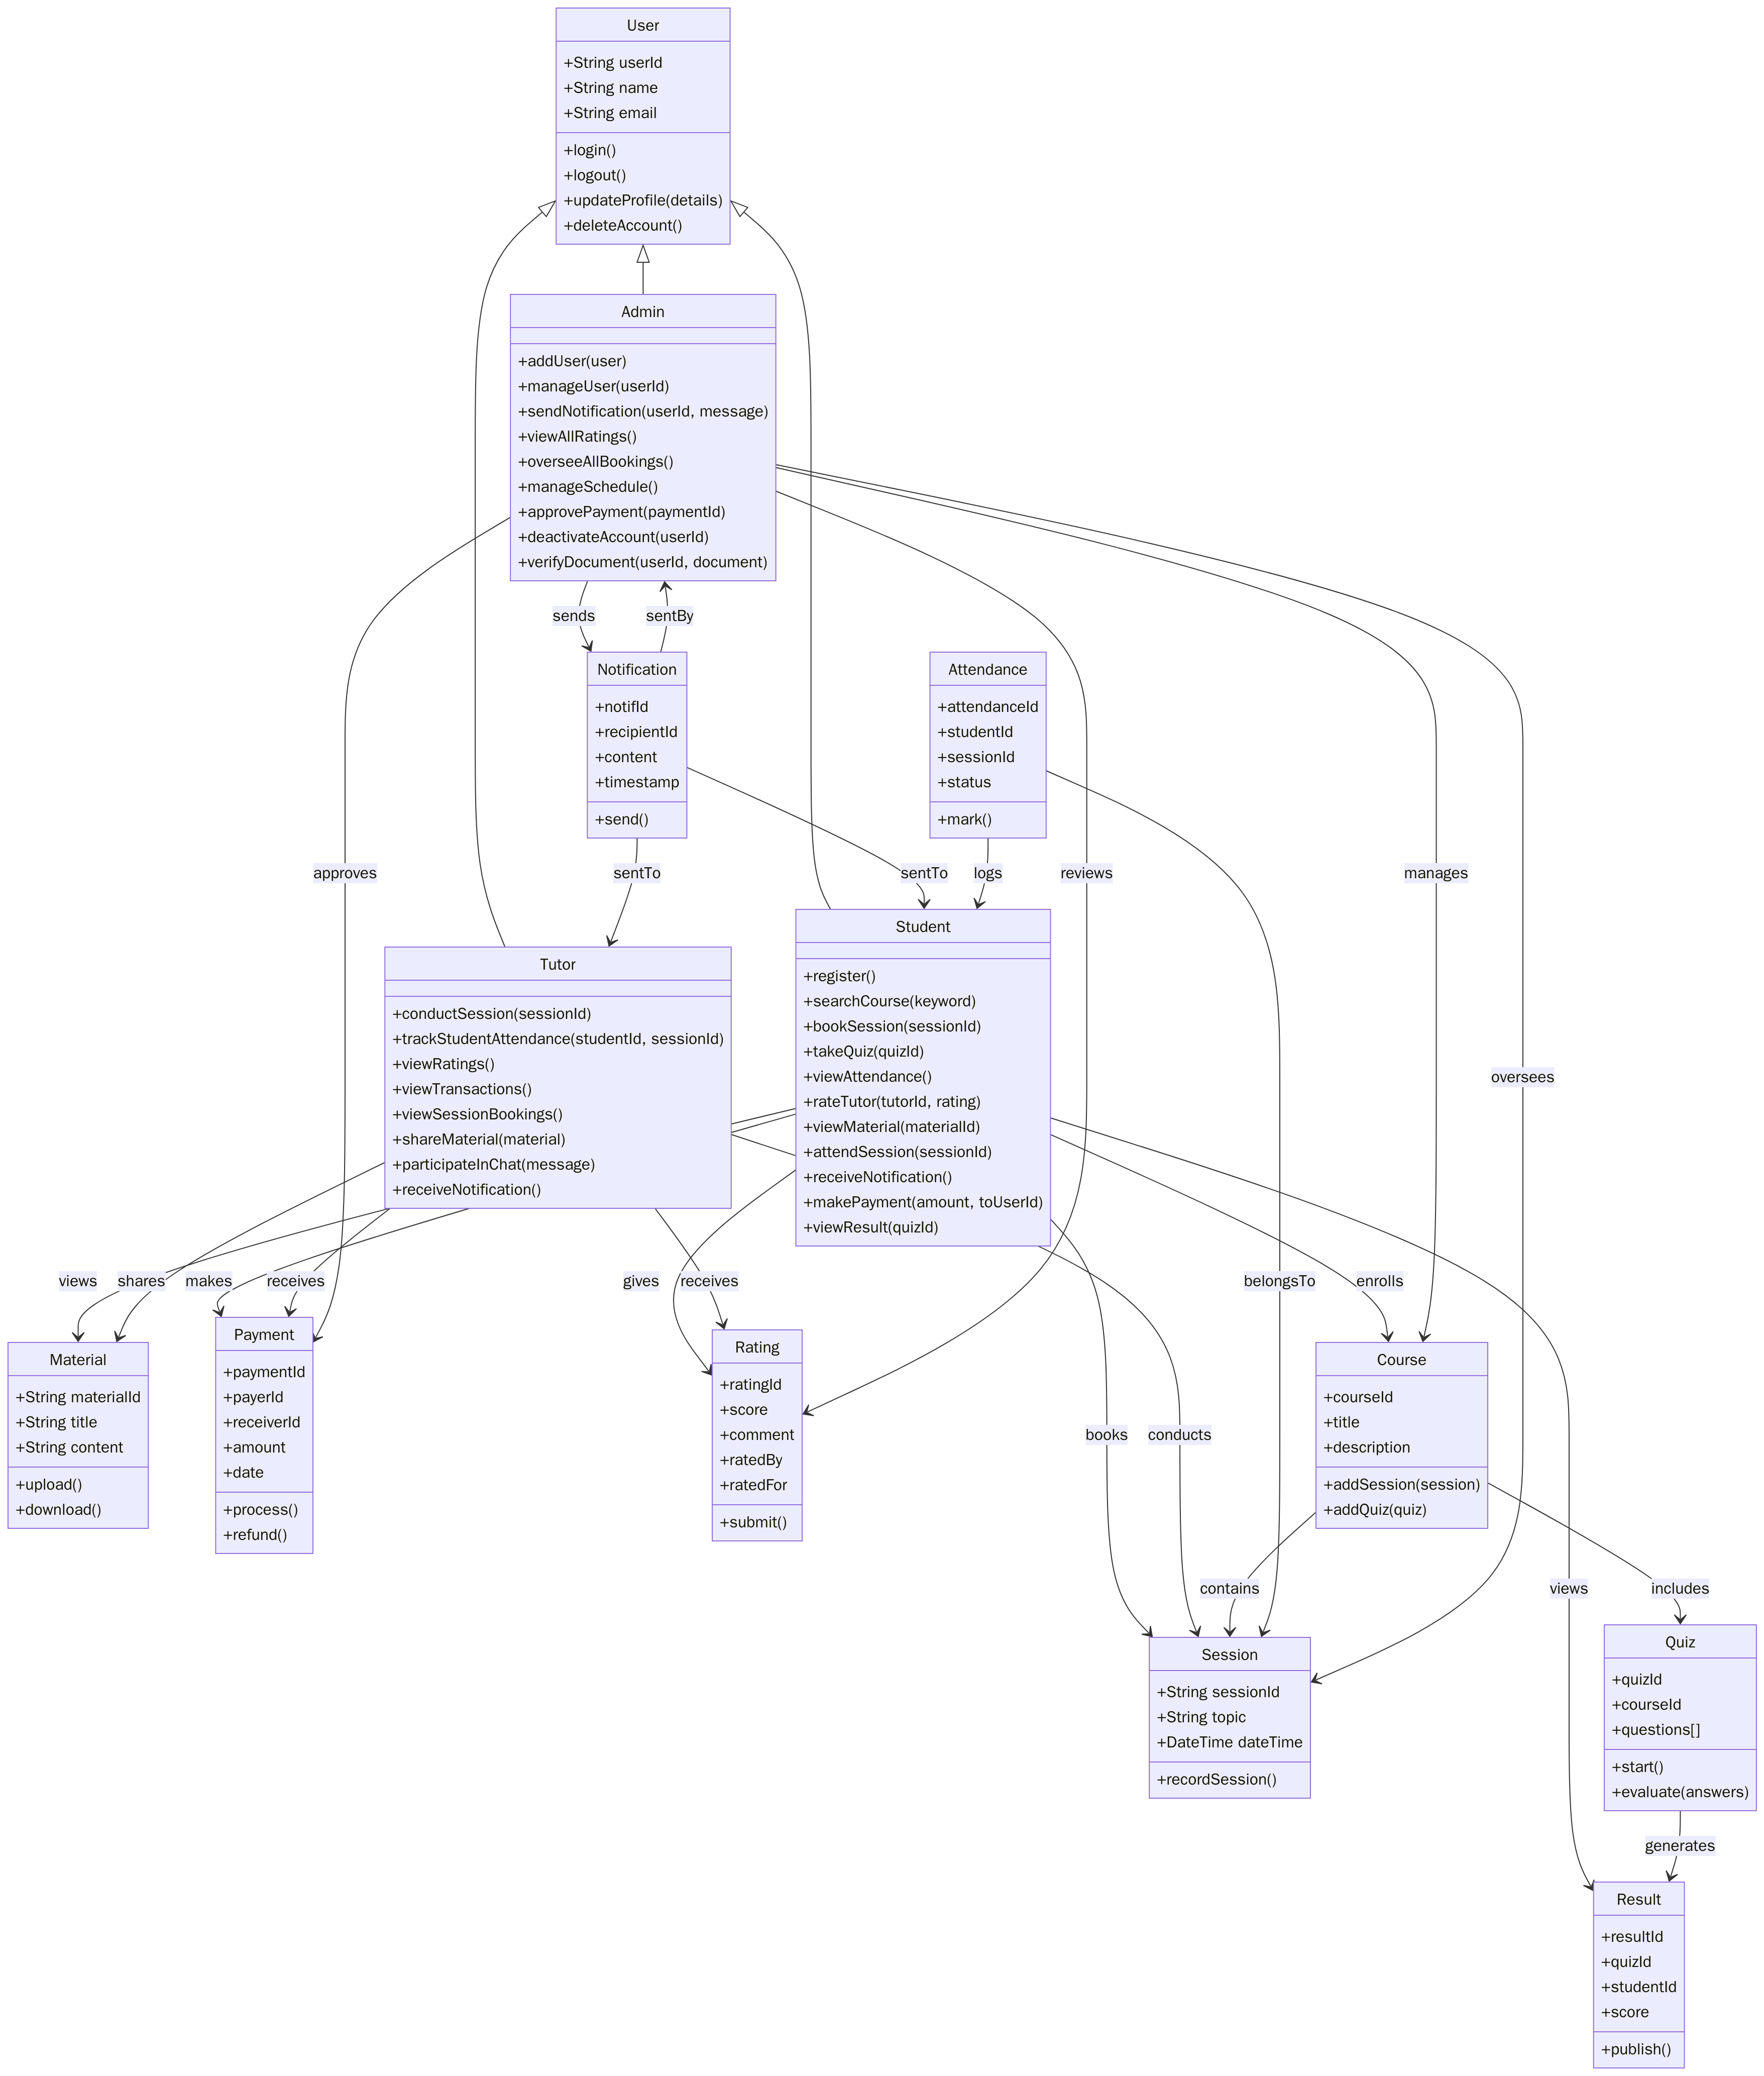 User
+String userId
+String name
+String email
+login()
+logout()
+updateProfile(details)
+deleteAccount()
Admin
+addUser(user)
+manageUser(userId)
+sendNotification(userId, message)
+viewAllRatings()
+overseeAllBookings()
+manageSchedule()
+approvePayment(paymentId)
+deactivateAccount(userId)
+verifyDocument(userId, document)
sends
sentBy
Notification
+notifId
+recipientId
+content
+timestamp
+send()
Attendance
+attendanceId
+studentId
+sessionId
+status
+mark()
approves
sentTo
sentTo
logs
reviews
manages
Tutor
+conductSession(sessionId)
+trackStudentAttendance(studentId, sessionId)
+viewRatings()
+viewTransactions()
+viewSessionBookings()
+shareMaterial(material)
+participateInChat(message)
+receiveNotification()
Student
+register()
+searchCourse(keyword)
+bookSession(sessionId)
+takeQuiz(quizId)
+viewAttendance()
+rateTutor(tutorId, rating)
+viewMaterial(materialId)
+attendSession(sessionId)
+receiveNotification()
+makePayment(amount, toUserId)
+viewResult(quizId)
oversees
views
shares
makes
receives
gives
receives
belongsTo
enrolls
Material
+String materialId
+String title
+String content
+upload()
+download()
Payment
+paymentId
+payerId
+receiverId
+amount
+date
+process()
+refund()
Rating
+ratingId
+score
+comment
+ratedBy
+ratedFor
+submit()
books
conducts
Course
+courseId
+title
+description
+addSession(session)
+addQuiz(quiz)
contains
views
includes
Session
+String sessionId
+String topic
+DateTime dateTime
+recordSession()
Quiz
+quizId
+courseId
+questions[]
+start()
+evaluate(answers)
generates
Result
+resultId
+quizId
+studentId
+score
+publish()